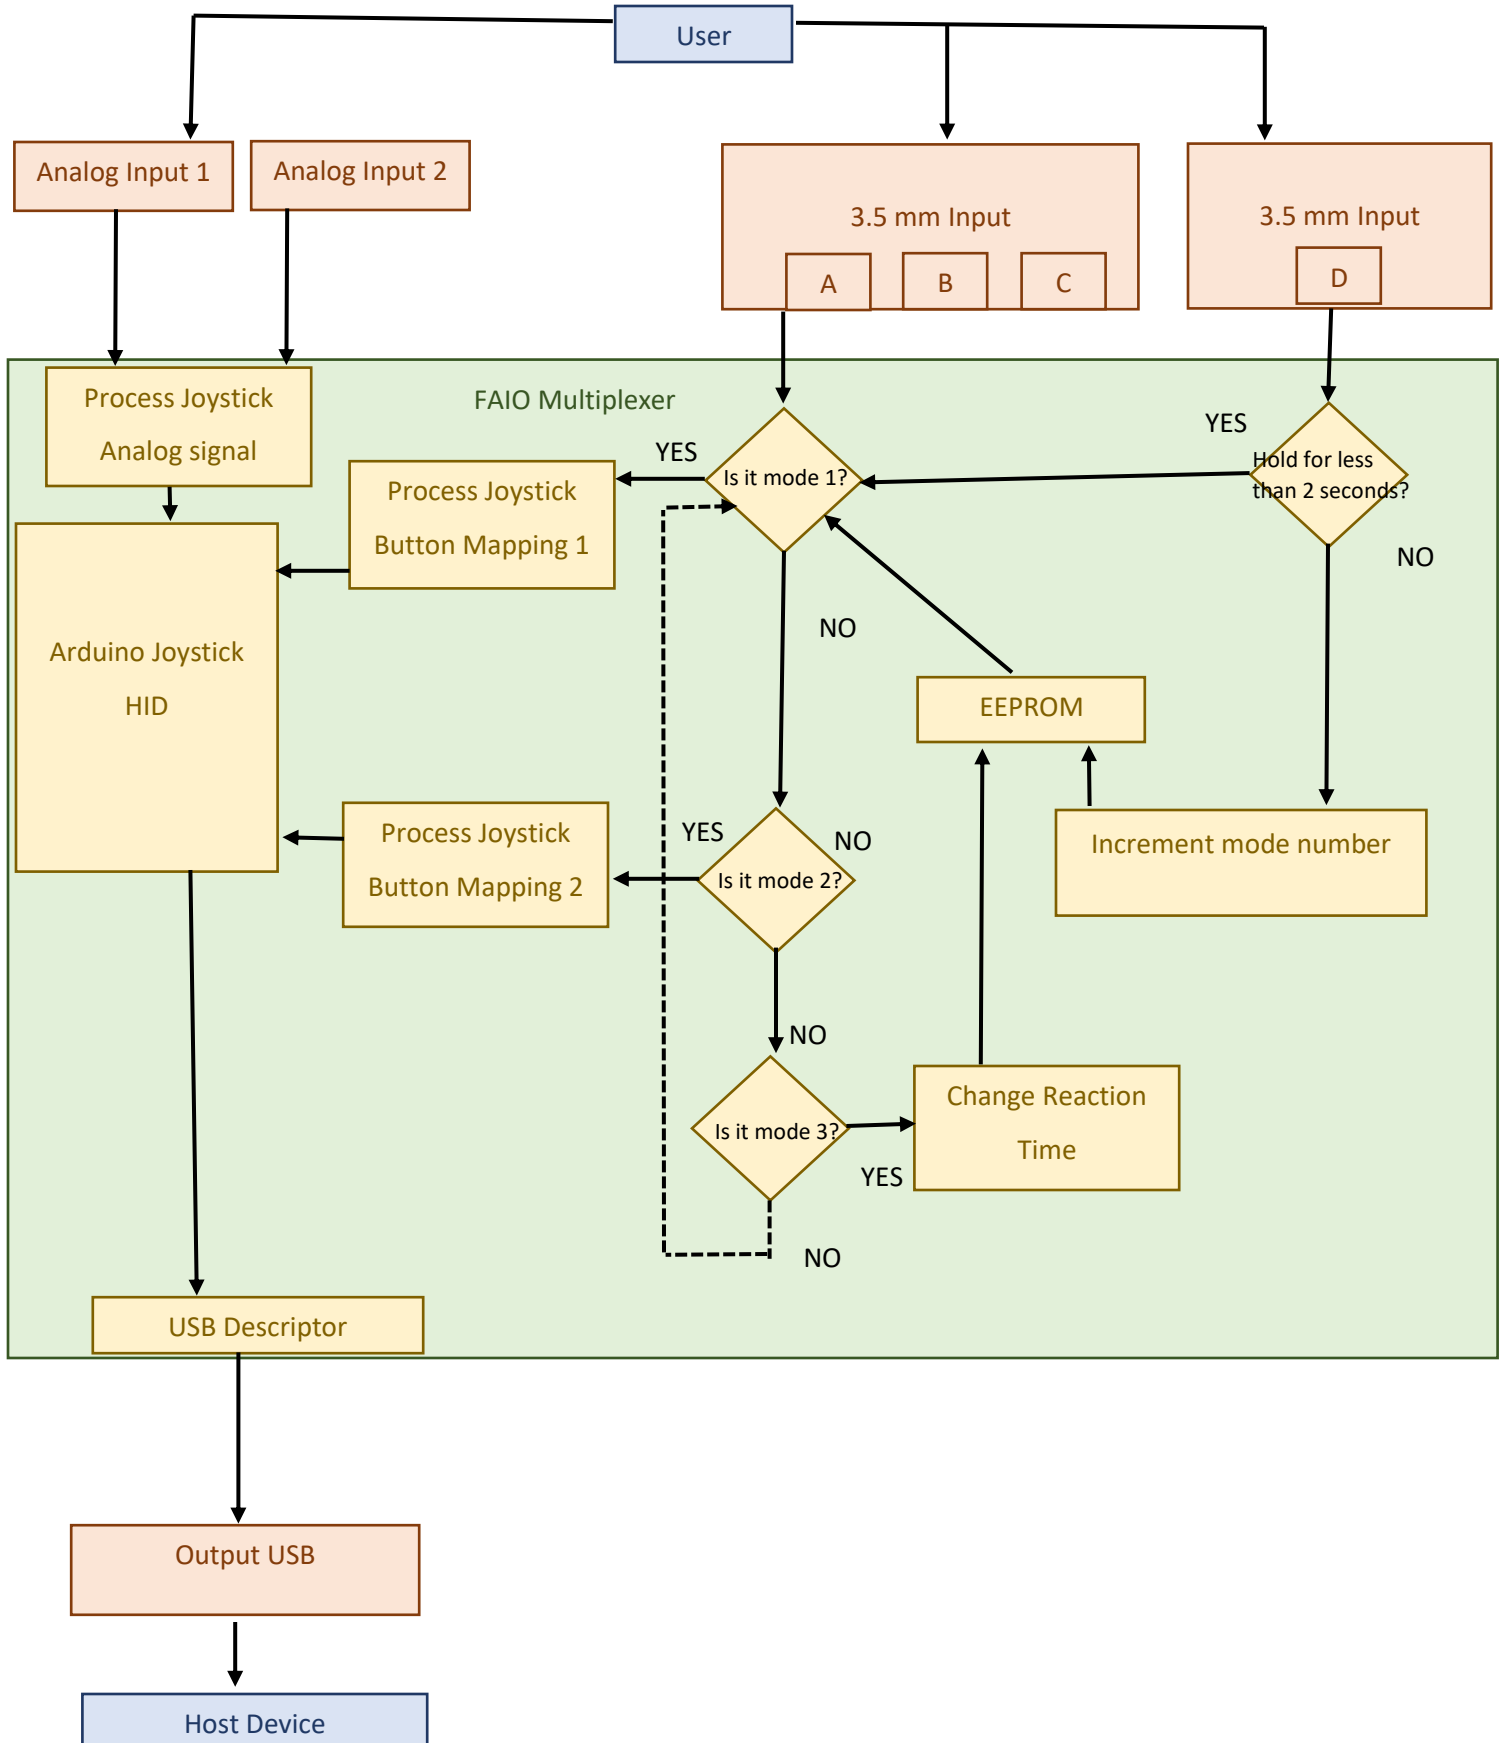 User
Analog Input 1
Analog Input 2
3.5 mm Input
A
B
C
3.5 mm Input
D
FAIO Multiplexer
Process Joystick
Analog signal
YES
Is it mode 1?
YES
Hold for less
than 2 seconds?
Process Joystick
Button Mapping 1
NO
NO
Arduino Joystick
HID
EEPROM
Process Joystick
Button Mapping 2
YES
NO
Is it mode 2?
Increment mode number
NO
Is it mode 3?
YES
Change Reaction
Time
NO
USB Descriptor
Output USB
Host Device